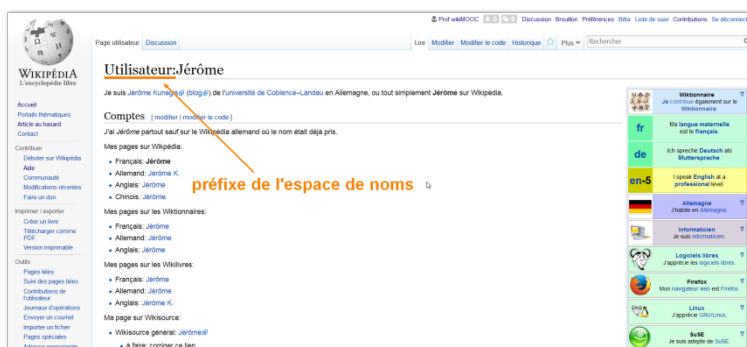 Prof wikiMOOC 0 0 Discussion Brouillon Préférences Bêta Liste de suivi Contributions Se déconnecter
Page utilisateur Discussion Lire Modifier Modifier le code Historique Plus Rechercher
WIKIPÉDIA
L'encyclopédie libre
Accueil
Portails thématiques
Article au hasard
Contact
Contribuer
Débuter sur Wikipédia
Aide
Communauté
Modifications récentes
Faire un don
Imprimer / exporter
Créer un livre
Télécharger comme
PDF
Version imprimable
Outils
Pages liées
Suivi des pages liées
Contributions de
l'utilisateur
Journaux d'opérations
Envoyer un courriel
Importer un fichier
Pages spéciales
Adresse permanente
Utilisateur:Jérôme
Je suis Jérôme Kunegis (blog) de l'université de Coblence–Landau en Allemagne, ou tout simplement Jérôme sur Wikipédia.
Comptes [ modifier | modifier le code ]
J'ai Jérôme partout sauf sur le Wikipédia allemand où le nom était déjà pris.
Mes pages sur Wikipédia:
• Français: Jérôme
• Allemand: Jérôme K.
• Anglais: Jérôme
• Chinois: Jérôme
préfixe de l'espace de noms
Mes pages sur les Wiktionnaires:
• Français: Jérôme
• Allemand: Jérôme
• Anglais: Jérôme
Mes pages sur les Wikilivres:
• Français: Jérôme
• Allemand: Jérôme
• Anglais: Jérôme K.
Ma page sur Wikisource:
• Wikisource général: Jérôme
• à faire: corriger ce lien
Wiktionnaire
Je contribue également sur le
Wiktionnaire.
fr
Ma langue maternelle
est le français.
de
Ich spreche Deutsch als
Muttersprache.
en-5
I speak English at a
professional level.
Allemagne
J'habite en Allemagne.
Informaticien
Je suis informaticien.
Logiciels libres
J'apprécie les logiciels libres.
Firefox
Mon navigateur web est Firefox.
Linux
J'apprécie GNU/Linux.
SuSE
Je suis adepte de SuSE.